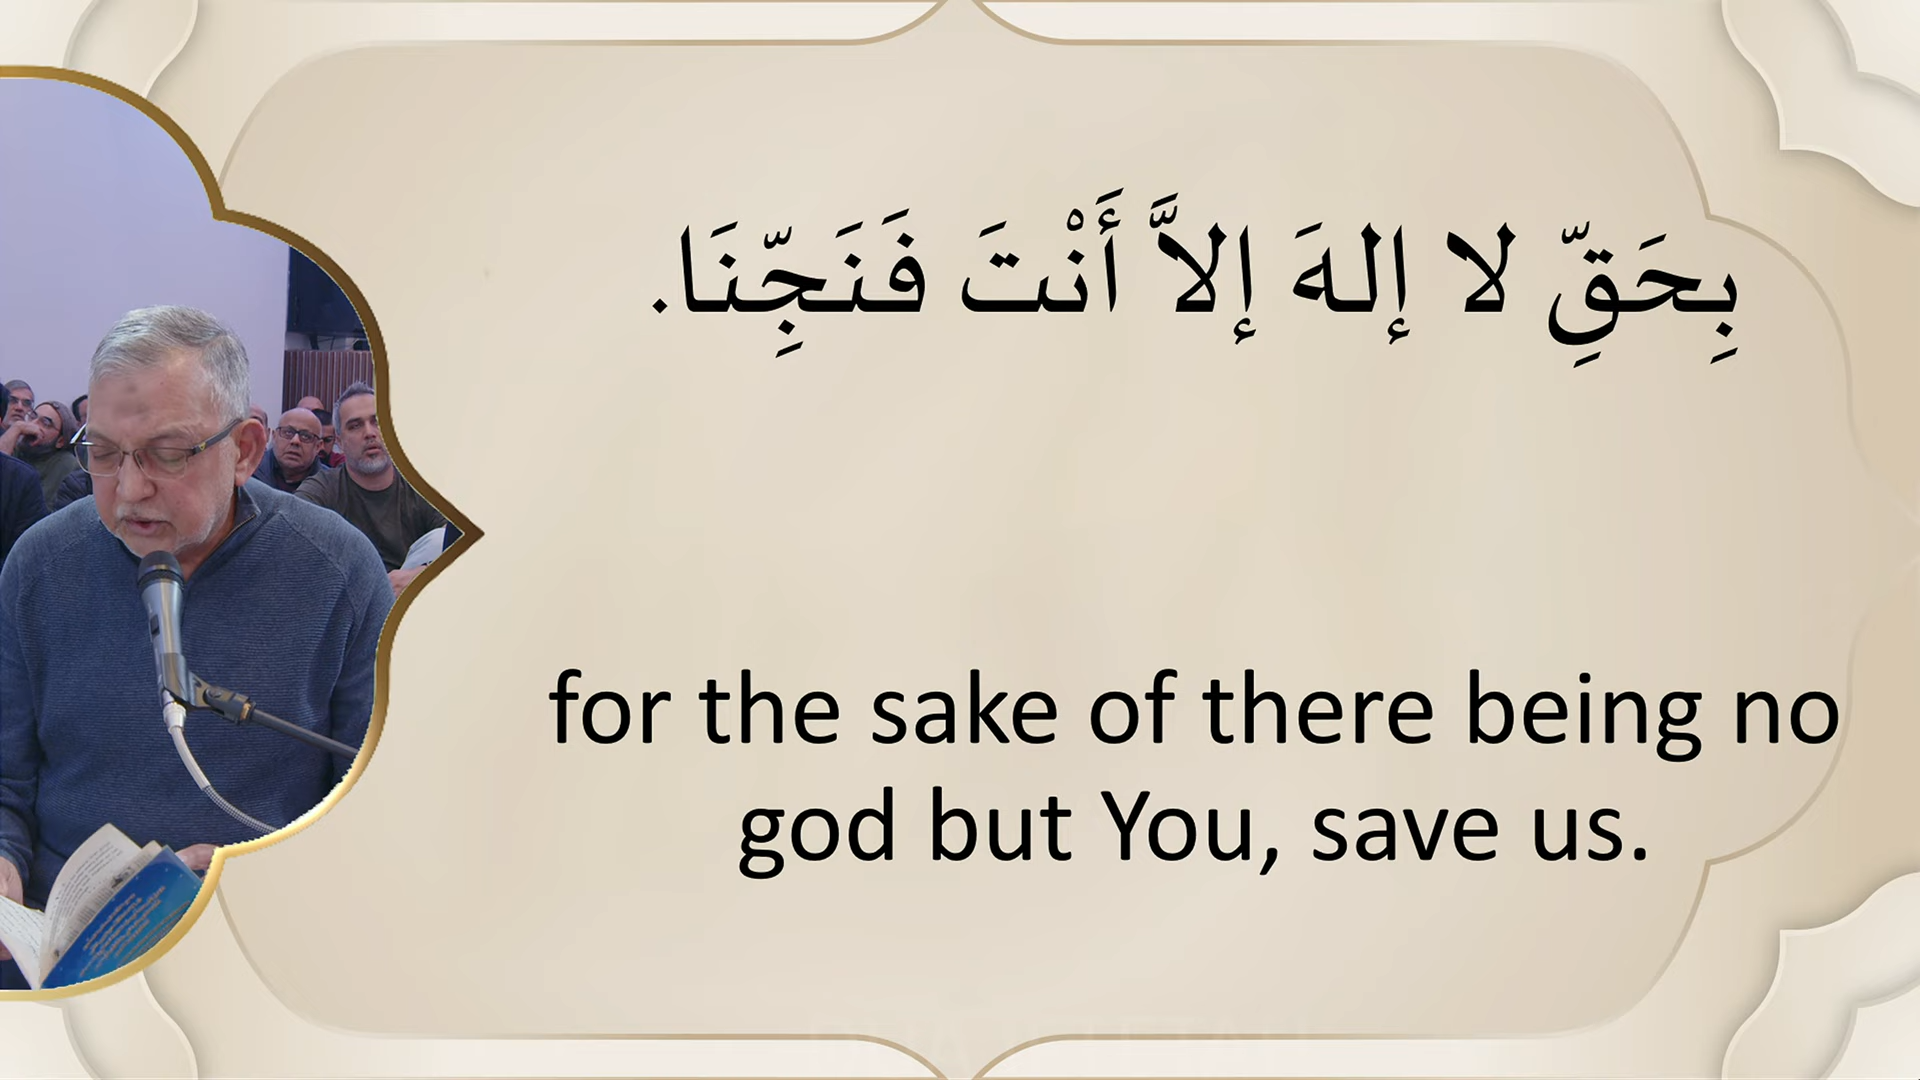 بِحَقِّ لا إلهَ إلاَّ أَنْتَ فَنَجِّنَا.
for the sake of there being no
god but You, save us.